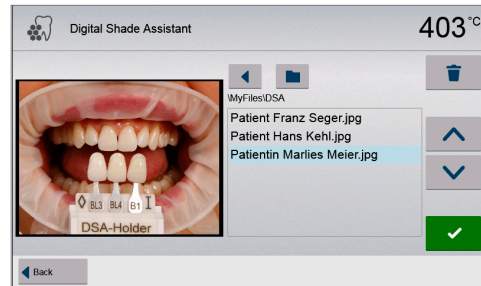 Digital Shade Assistant
403°C
\MyFiles\DSA
Patient Franz Seger.jpg
Patient Hans Kehl.jpg
Patientin Marlies Meier.jpg
BL3 BL4 B1
DSA-Holder
Back